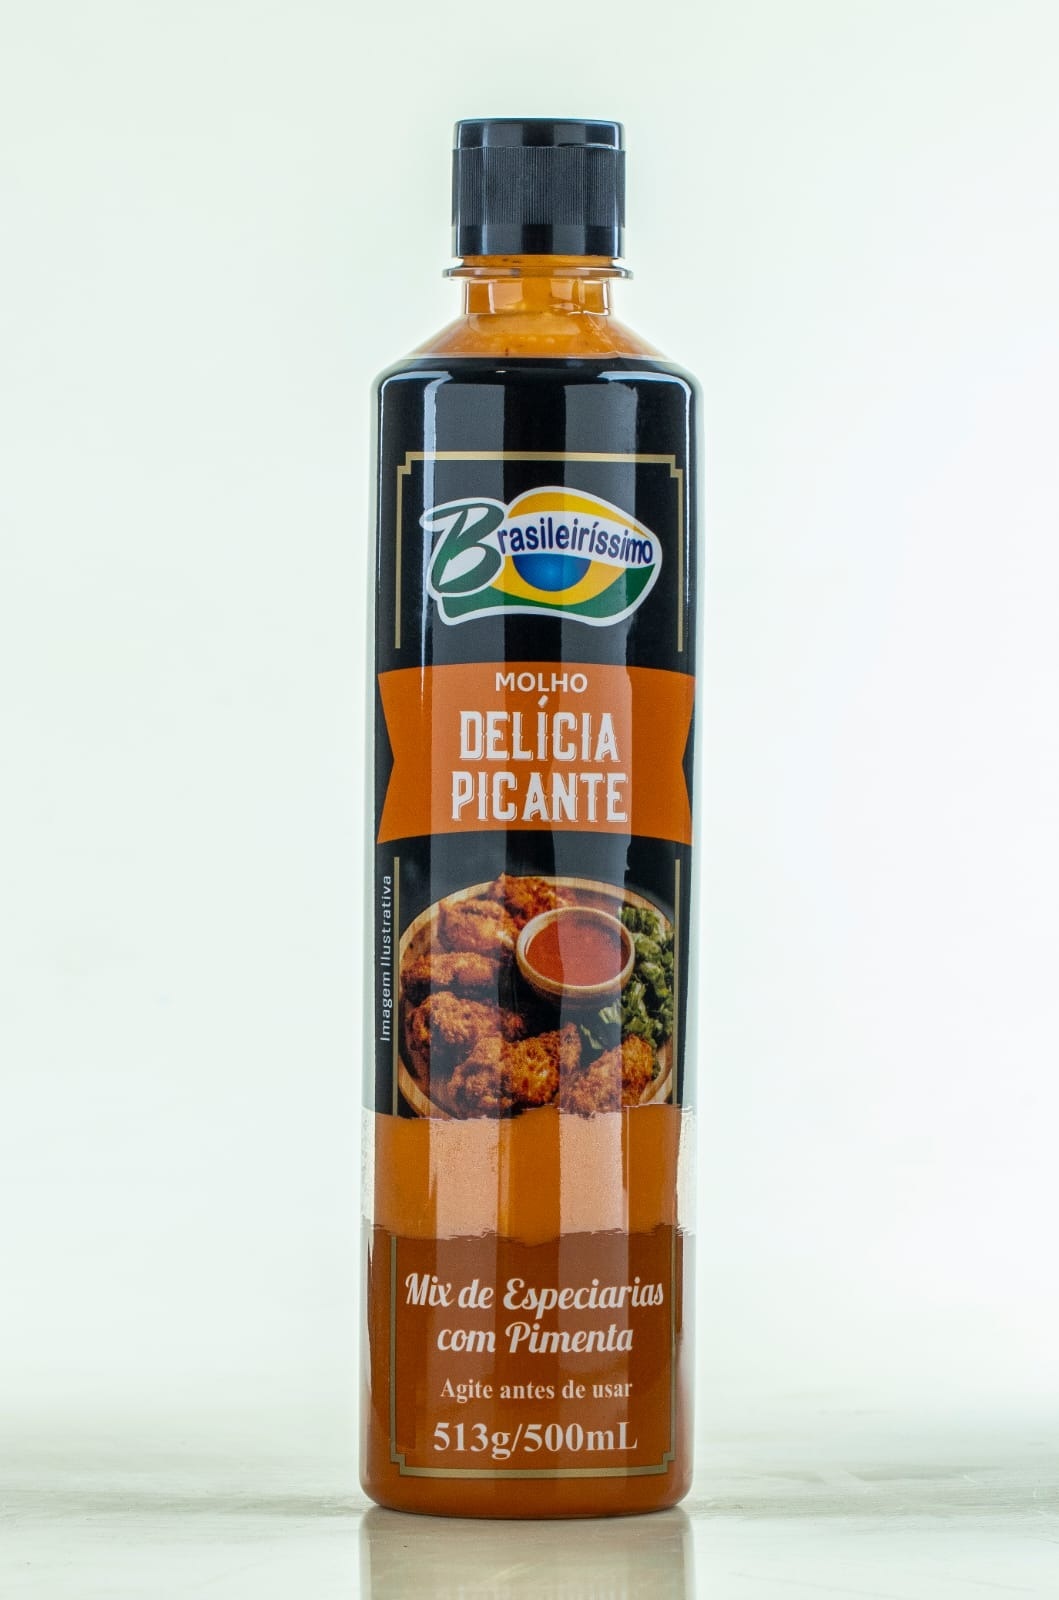 Brasileiríssimo
MOLHO
DELÍCIA
PICANTE
Imagem Ilustrativa
Mix de Especiarias
com Pimenta
Agite antes de usar
513g/500mL